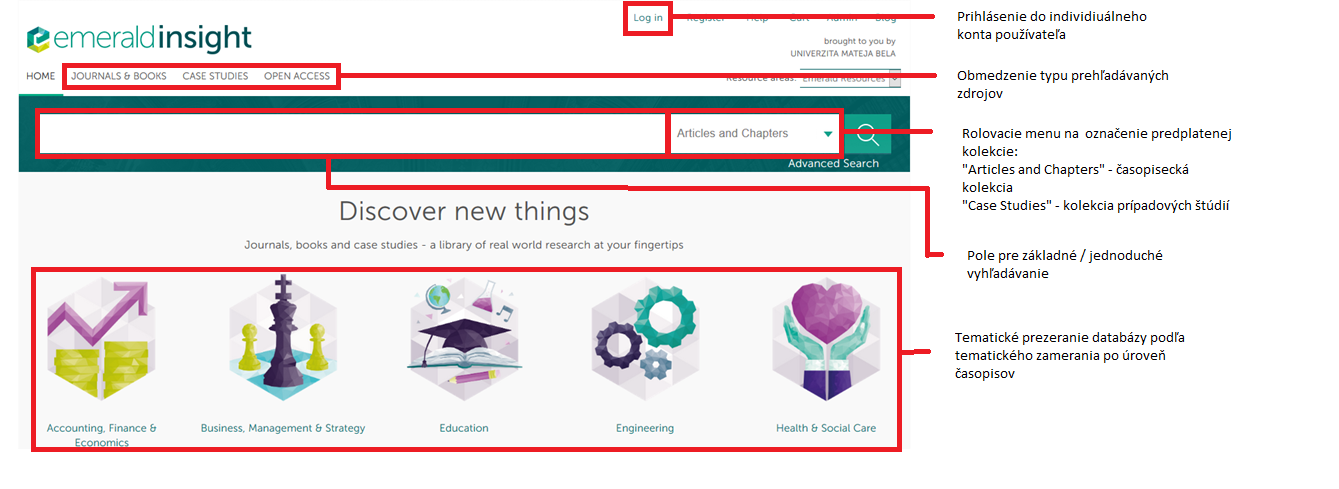 Log in Register Help Cart Admin Blog
emeraldinsight
brought to you by
UNIVERZITA MATEJA BELA
HOME JOURNALS & BOOKS CASE STUDIES OPEN ACCESS
Resource areas: Emerald Resources
Articles and Chapters
Advanced Search
Discover new things
Journals, books and case studies - a library of real world research at your fingertips
Accounting, Finance &
Economics
Business, Management & Strategy
Education
Engineering
Health & Social Care
Prihlásenie do individiuálneho
konta používateľa
Obmedzenie typu prehľadávaných
zdrojov
Rolovacie menu na označenie predplatenej
kolekcie:
"Articles and Chapters" - časopisecká
kolekcia
"Case Studies" - kolekcia prípadových štúdií
Pole pre základné / jednoduché
vyhľadávanie
Tematické prezeranie databázy podľa
tematického zamerania po úroveň
časopisov